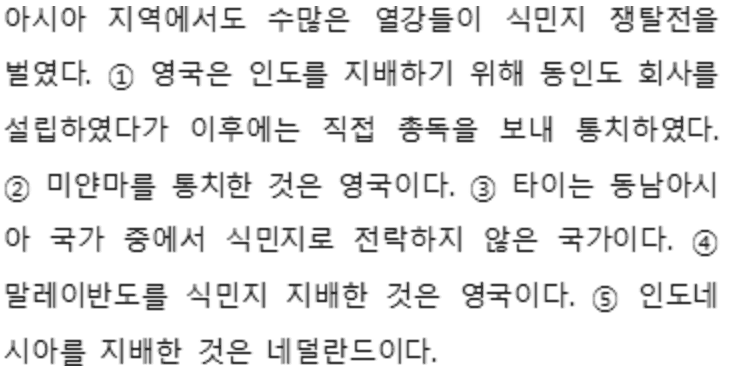 아시아 지역에서도 수많은 열강들이 식민지 쟁탈전을
벌였다. ① 영국은 인도를 지배하기 위해 동인도 회사를
설립하였다가 이후에는 직접 총독을 보내 통치하였다.
② 미얀마를 통치한 것은 영국이다. ③ 타이는 동남아시
아 국가 중에서 식민지로 전락하지 않은 국가이다. ④
말레이반도를 식민지 지배한 것은 영국이다. ⑤ 인도네
시아를 지배한 것은 네덜란드이다.